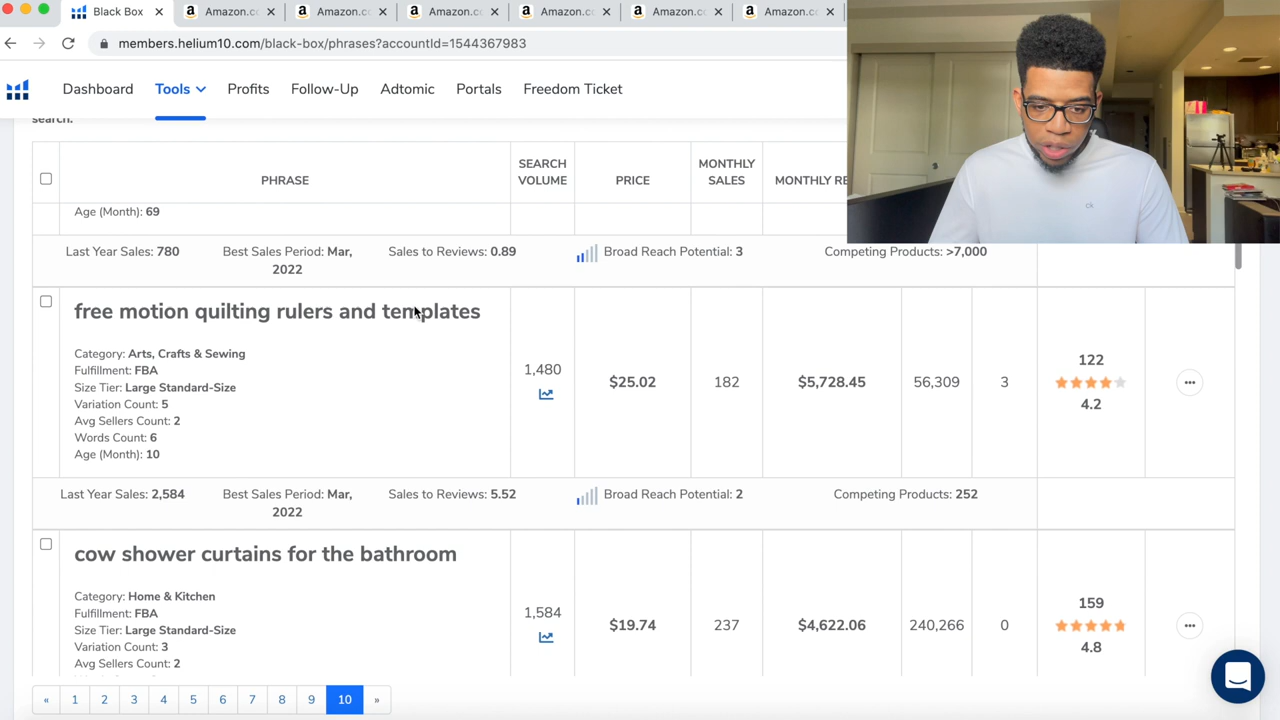 Black Box
Amazon.co
Amazon.co
Amazon.co
Amazon.co
Amazon.co
Amazon.co
members.helium10.com/black-box/phrases?accountId=1544367983
Dashboard Tools Profits Follow-Up Adtomic Portals Freedom Ticket
search.
PHRASE
SEARCH VOLUME
PRICE
MONTHLY SALES
MONTHLY RE
Age (Month): 69
Last Year Sales: 780
Best Sales Period: Mar, 2022
Sales to Reviews: 0.89
Broad Reach Potential: 3
Competing Products: >7,000
free motion quilting rulers and templates
Category: Arts, Crafts & Sewing
Fulfillment: FBA
Size Tier: Large Standard-Size
Variation Count: 5
Avg Sellers Count: 2
Words Count: 6
Age (Month): 10
1,480
$25.02
182
$5,728.45
56,309
3
122
4.2
Last Year Sales: 2,584
Best Sales Period: Mar, 2022
Sales to Reviews: 5.52
Broad Reach Potential: 2
Competing Products: 252
cow shower curtains for the bathroom
Category: Home & Kitchen
Fulfillment: FBA
Size Tier: Large Standard-Size
Variation Count: 3
Avg Sellers Count: 2
1,584
$19.74
237
$4,622.06
240,266
0
159
4.8
« 1 2 3 4 5 6 7 8 9 10 »
ck